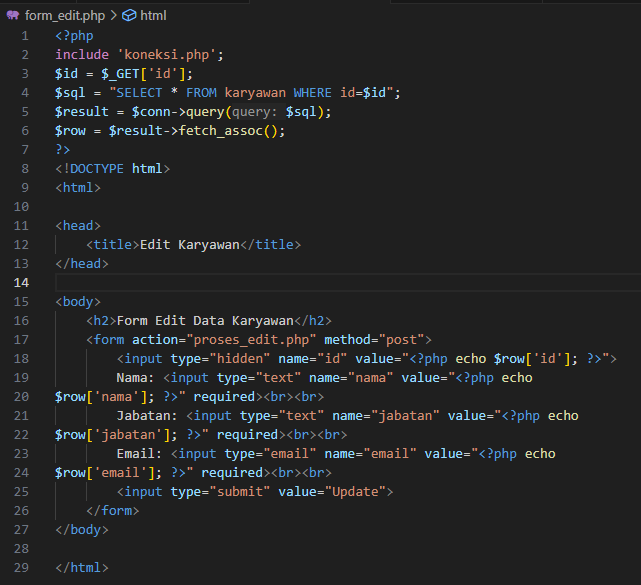 form_edit.php > html
1 <?php
2 include 'koneksi.php';
3 $id = $_GET['id'];
4 $sql = "SELECT * FROM karyawan WHERE id=$id";
5 $result = $conn->query(query: $sql);
6 $row = $result->fetch_assoc();
7 ?>
8 <!DOCTYPE html>
9 <html>
10
11 <head>
12     <title>Edit Karyawan</title>
13 </head>
14
15 <body>
16     <h2>Form Edit Data Karyawan</h2>
17     <form action="proses_edit.php" method="post">
18         <input type="hidden" name="id" value="<?php echo $row['id']; ?>">
19         Nama: <input type="text" name="nama" value="<?php echo
20 $row['nama']; ?>" required><br><br>
21         Jabatan: <input type="text" name="jabatan" value="<?php echo
22 $row['jabatan']; ?>" required><br><br>
23         Email: <input type="email" name="email" value="<?php echo
24 $row['email']; ?>" required><br><br>
25         <input type="submit" value="Update">
26     </form>
27 </body>
28
29 </html>